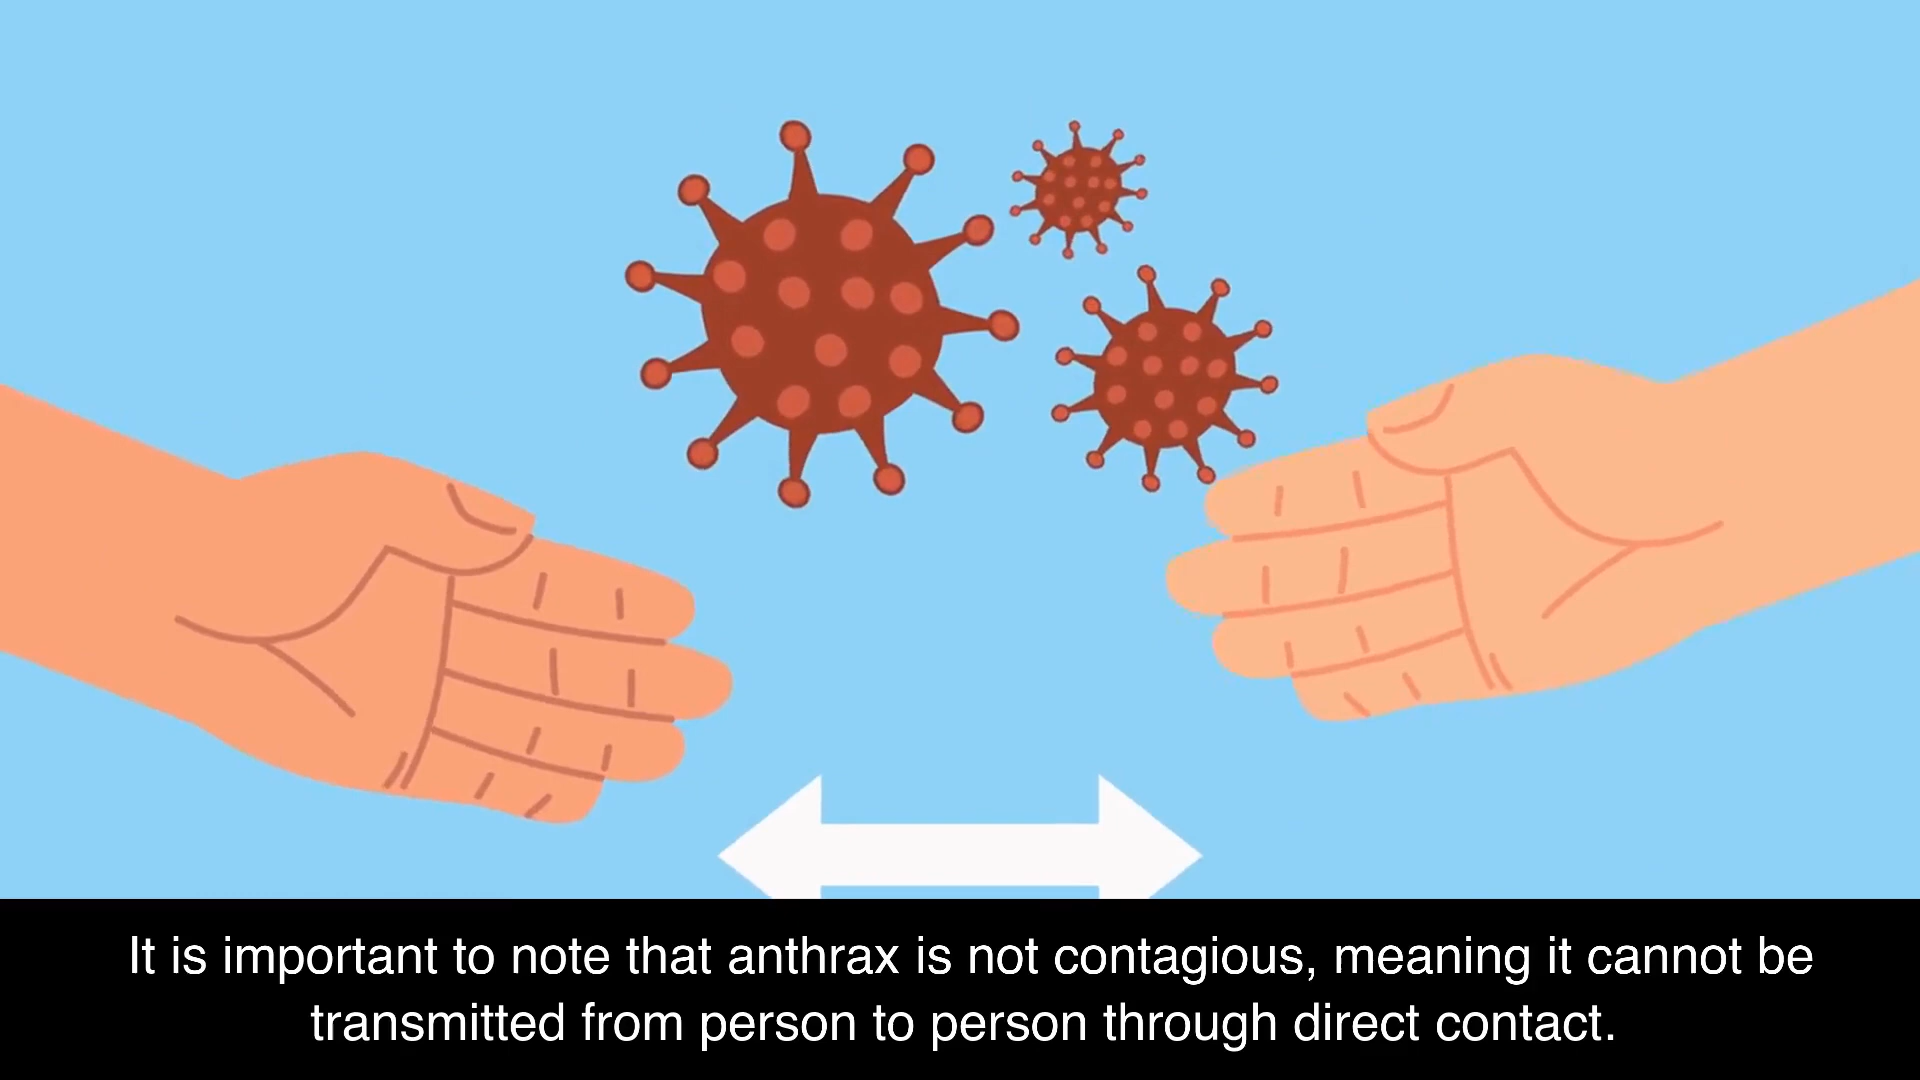 It is important to note that anthrax is not contagious, meaning it cannot be
transmitted from person to person through direct contact.